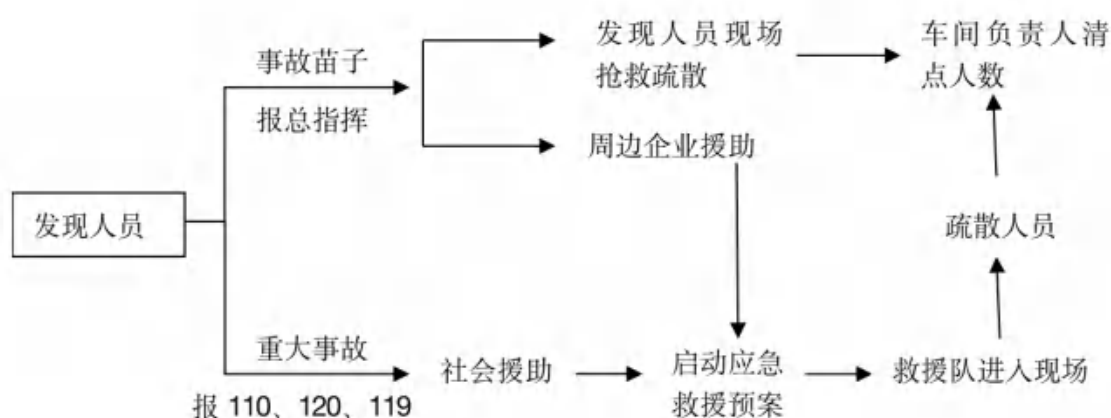 事故苗子
报总指挥
发现人员现场
抢救疏散
车间负责人清
点人数
周边企业援助
发现人员
疏散人员
重大事故
报 110、120、119
社会援助
启动应急
救援预案
救援队进入现场